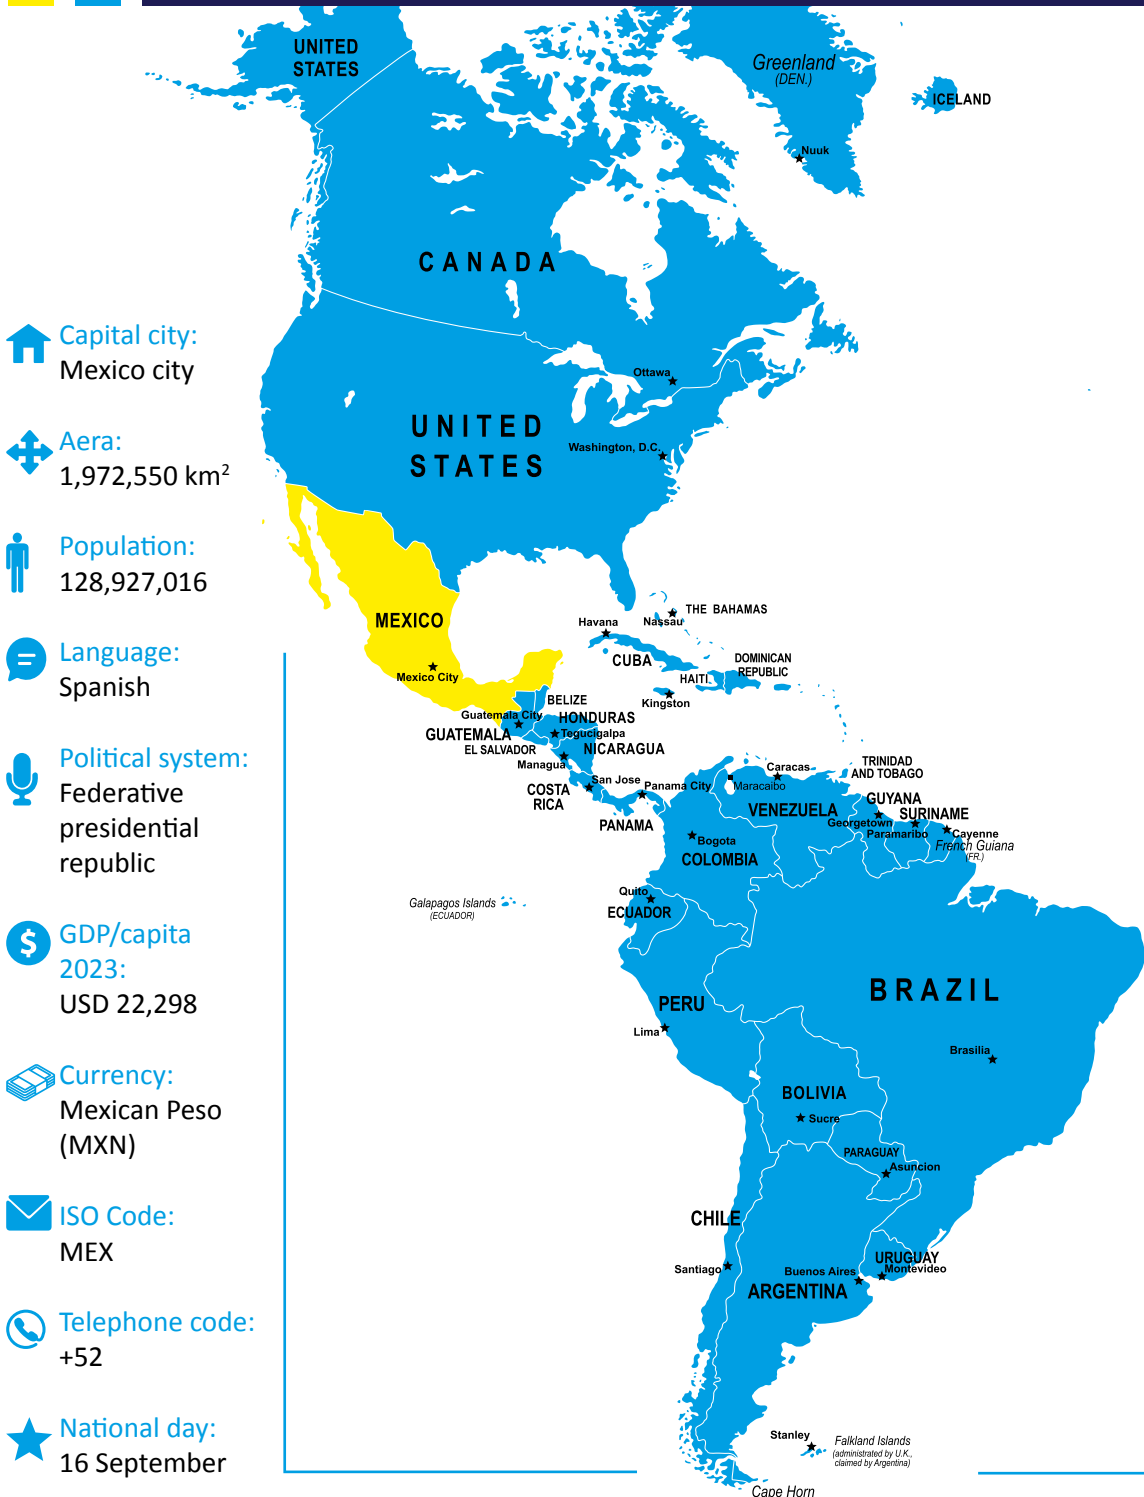 Capital city:
Mexico city
Aera:
1,972,550 km²
Population:
128,927,016
Language:
Spanish
Political system:
Federative
presidential
republic
GDP/capita
2023:
USD 22,298
Currency:
Mexican Peso
(MXN)
ISO Code:
MEX
Telephone code:
+52
National day:
16 September
UNITED
STATES
Greenland
(DEN.)
ICELAND
Nuuk
CANADA
Ottawa
UNITED
STATES
Washington, D.C.
MEXICO
Mexico City
THE BAHAMAS
Nassau
Havana
CUBA
DOMINICAN
REPUBLIC
HAITI
Kingston
BELIZE
Guatemala City
HONDURAS
GUATEMALA
Tegucigalpa
EL SALVADOR
NICARAGUA
Managua
San Jose
COSTA
RICA
Panama City
PANAMA
Caracas
Maracaibo
TRINIDAD
AND TOBAGO
VENEZUELA
GUYANA
Georgetown
SURINAME
Paramaribo
Cayenne
French Guiana
(FR.)
Bogota
COLOMBIA
Quito
ECUADOR
Galapagos Islands
(ECUADOR)
BRAZIL
PERU
Lima
Brasilia
BOLIVIA
Sucre
PARAGUAY
Asuncion
CHILE
Santiago
URUGUAY
Montevideo
Buenos Aires
ARGENTINA
Stanley
Falkland Islands
(administrated by U.K.,
claimed by Argentina)
Cape Horn